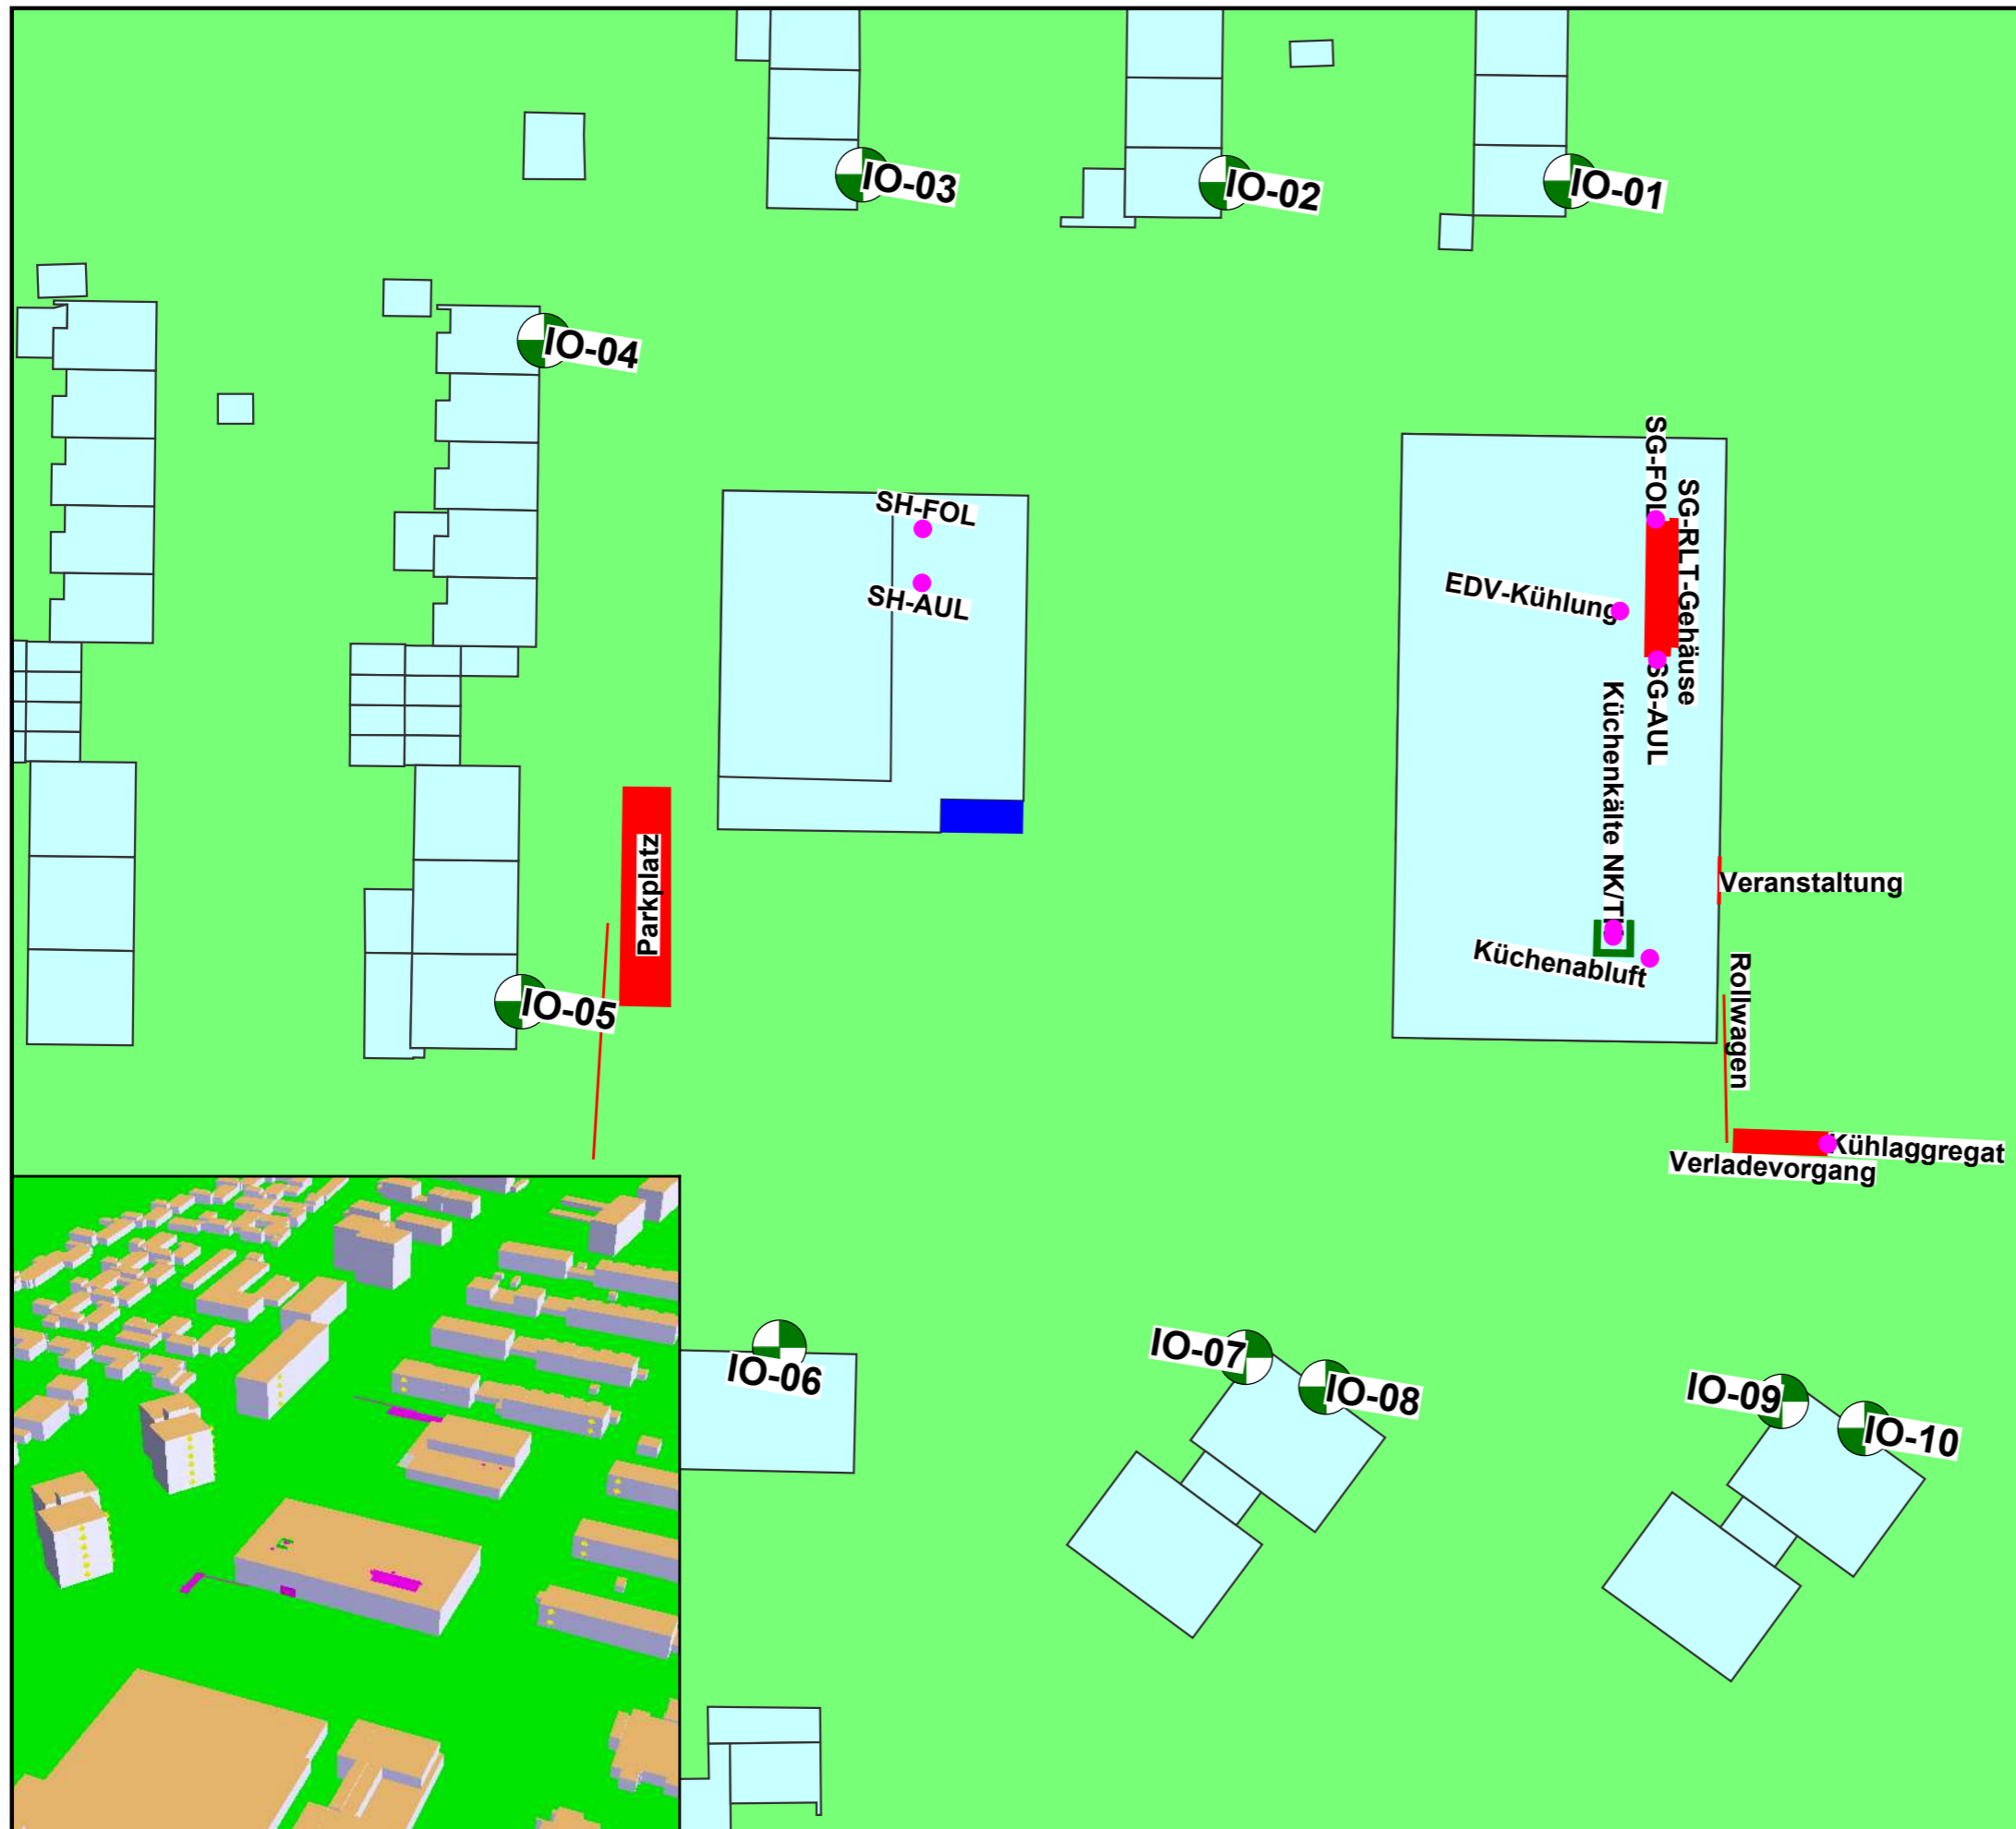 IO-03
IO-02
IO-01
IO-04
SG-FOL
SH-FOL
SG-RLT-Gehäuse
EDV-Kühlung
SH-AUL
SG-AUL
Küchenkälte
Parkplatz
Veranstaltung
Küchenabluft
Rollwagen
IO-05
Kühlaggregat
Verladevorgang
IO-06
IO-07
IO-08
IO-09
IO-10